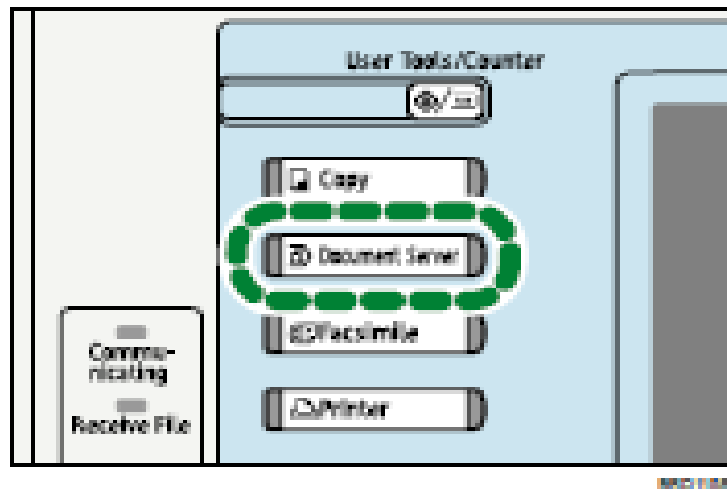 User Tools/Counter
Copy
Document Server
Facsimile
Printer
Commu-
nicating
Receive File